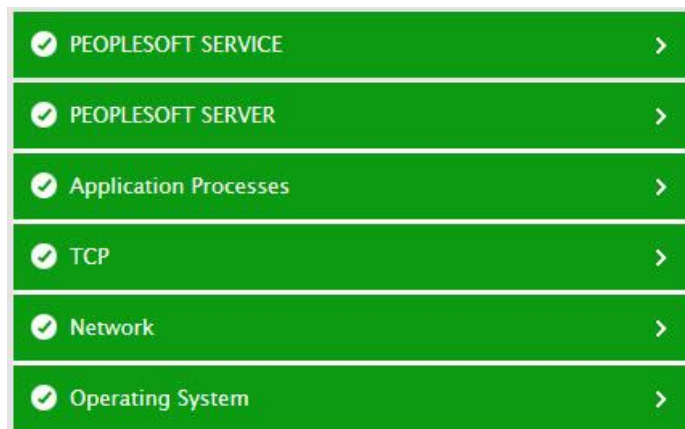 PEOPLESOFT SERVICE
PEOPLESOFT SERVER
Application Processes
TCP
Network
Operating System